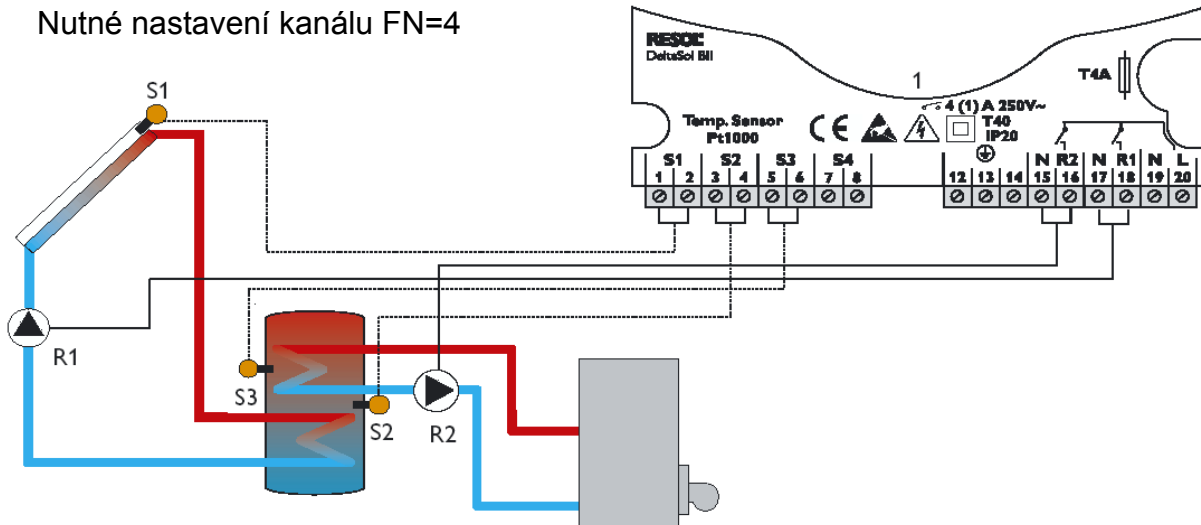 Nutné nastavení kanálu FN=4
RESOL
DeltaSol BII
1
T4A
4 (1) A 250V~
T40
IP20
Temp. Sensor
Pt1000
CE
S1 S2 S3 S4
1 2 3 4 5 6 7 8
N R2 N R1 N L
12 13 14 15 16 17 18 19 20
S1
R1
S3
S2
R2